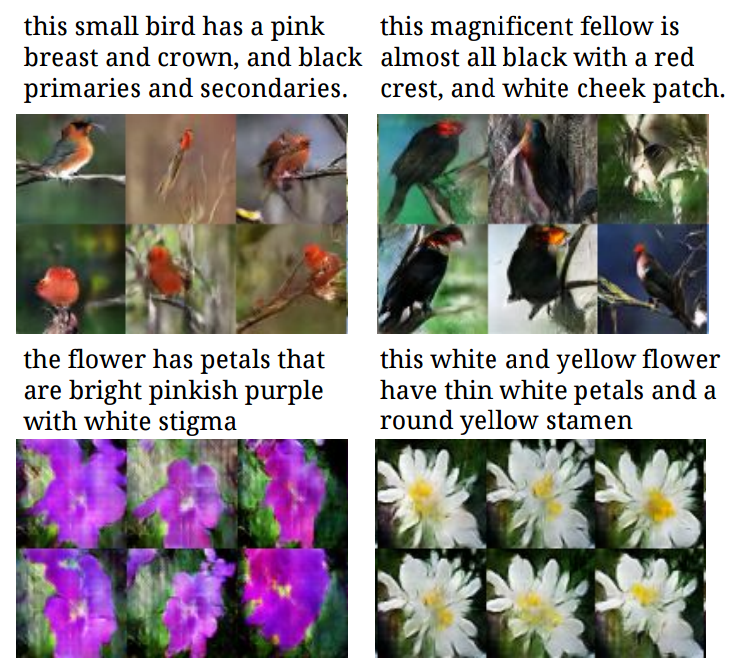 this small bird has a pink
breast and crown, and black
primaries and secondaries.
this magnificent fellow is
almost all black with a red
crest, and white cheek patch.
the flower has petals that
are bright pinkish purple
with white stigma
this white and yellow flower
have thin white petals and a
round yellow stamen